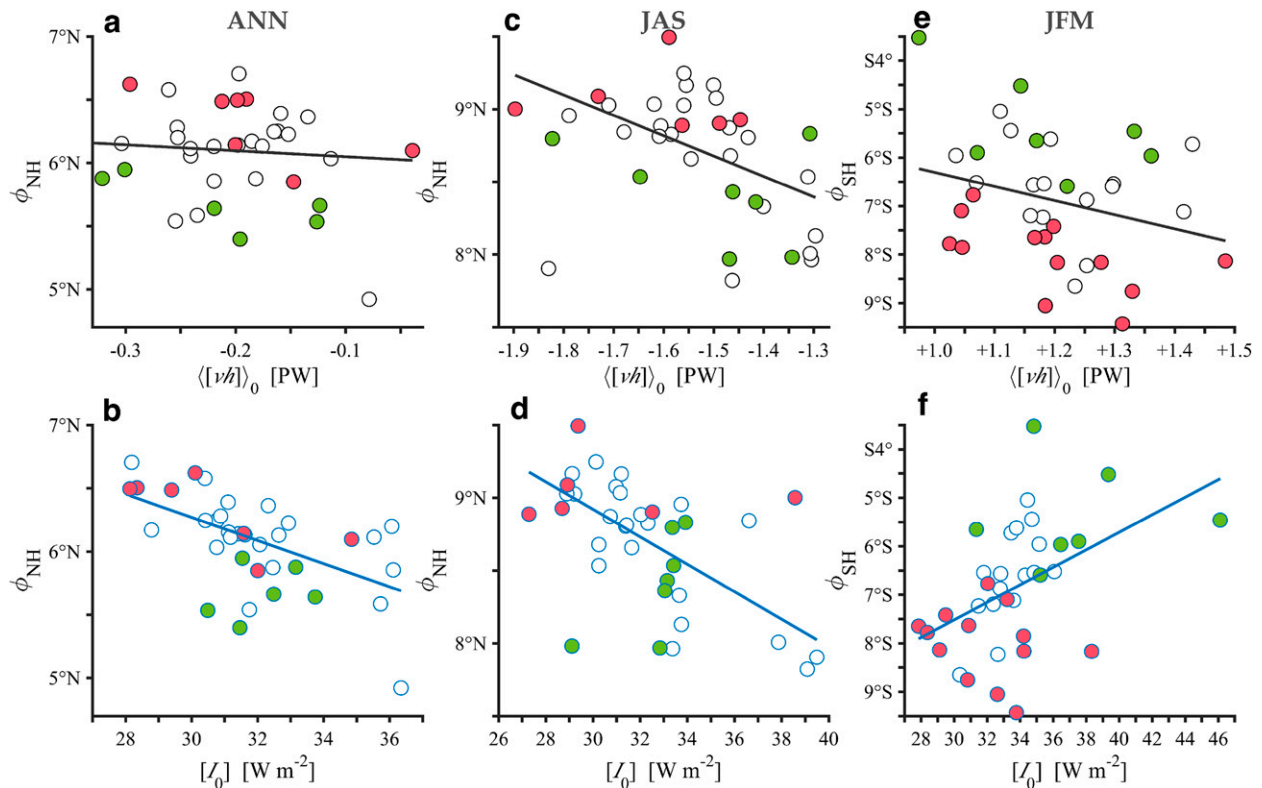 a ANN
7°N
6°N
5°N
ϕNH
-0.3 -0.2 -0.1
⟨[vh]⟩0 [PW]
c JAS
9°N
8°N
ϕNH
-1.9 -1.8 -1.7 -1.6 -1.5 -1.4 -1.3
⟨[vh]⟩0 [PW]
e JFM
S4°
5°S
6°S
7°S
8°S
9°S
ϕSH
+1.0 +1.1 +1.2 +1.3 +1.4 +1.5
⟨[vh]⟩0 [PW]
b
7°N
6°N
5°N
ϕNH
28 30 32 34 36
[I0] [W m-2]
d
9°N
8°N
ϕNH
26 28 30 32 34 36 38 40
[I0] [W m-2]
f
S4°
5°S
6°S
7°S
8°S
9°S
ϕSH
28 30 32 34 36 38 40 42 44 46
[I0] [W m-2]